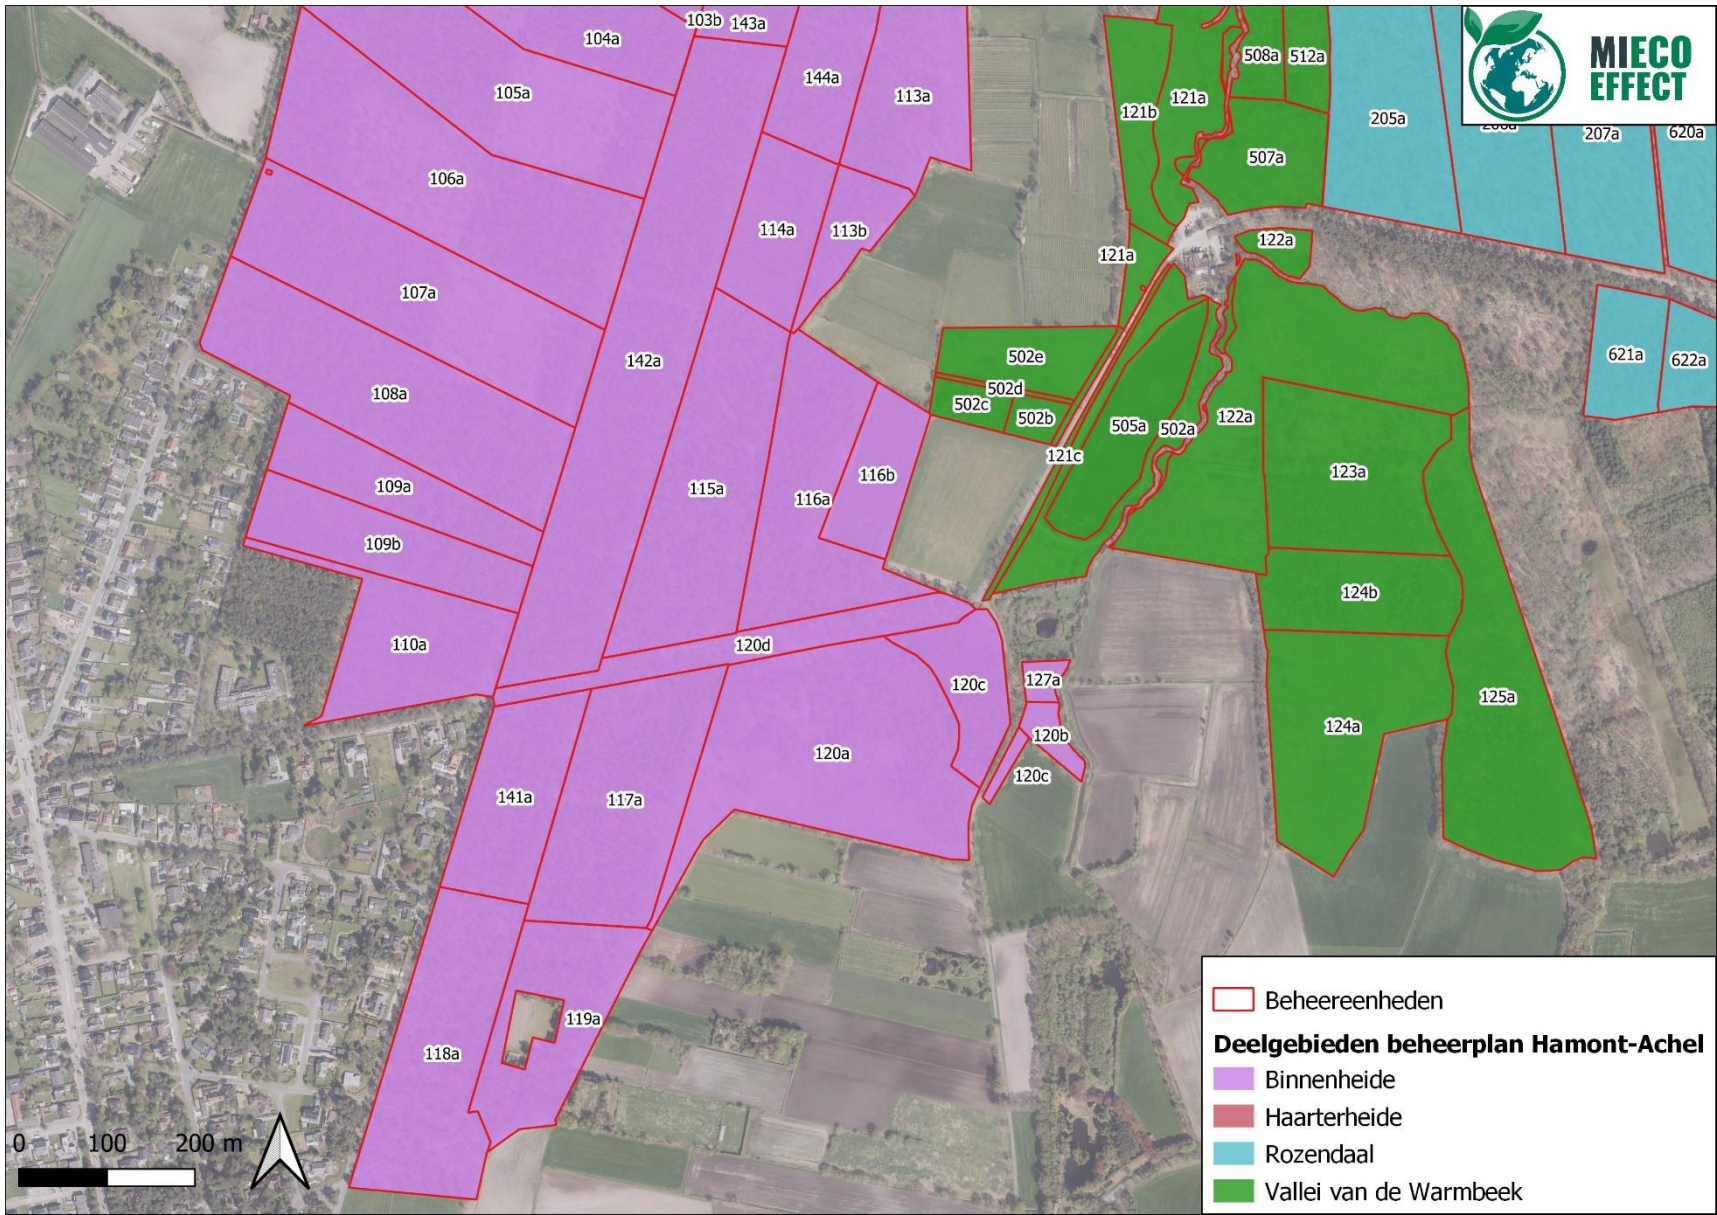 103b
143a
104a
144a
105a
113a
106a
114a
113b
107a
142a
108a
109a
115a
116a
116b
109b
110a
120d
120c
127a
120b
120c
120a
141a
117a
119a
118a
121b
121a
508a
512a
507a
205a
207a
620a
121a
122a
502e
502d
502c
502b
505a
502a
122a
121c
123a
621a
622a
124b
124a
125a
MIECO
EFFECT
Beheereenheden
Deelgebieden beheerplan Hamont-Achel
Binnenheide
Haarterheide
Rozendaal
Vallei van de Warmbeek
0 100 200 m